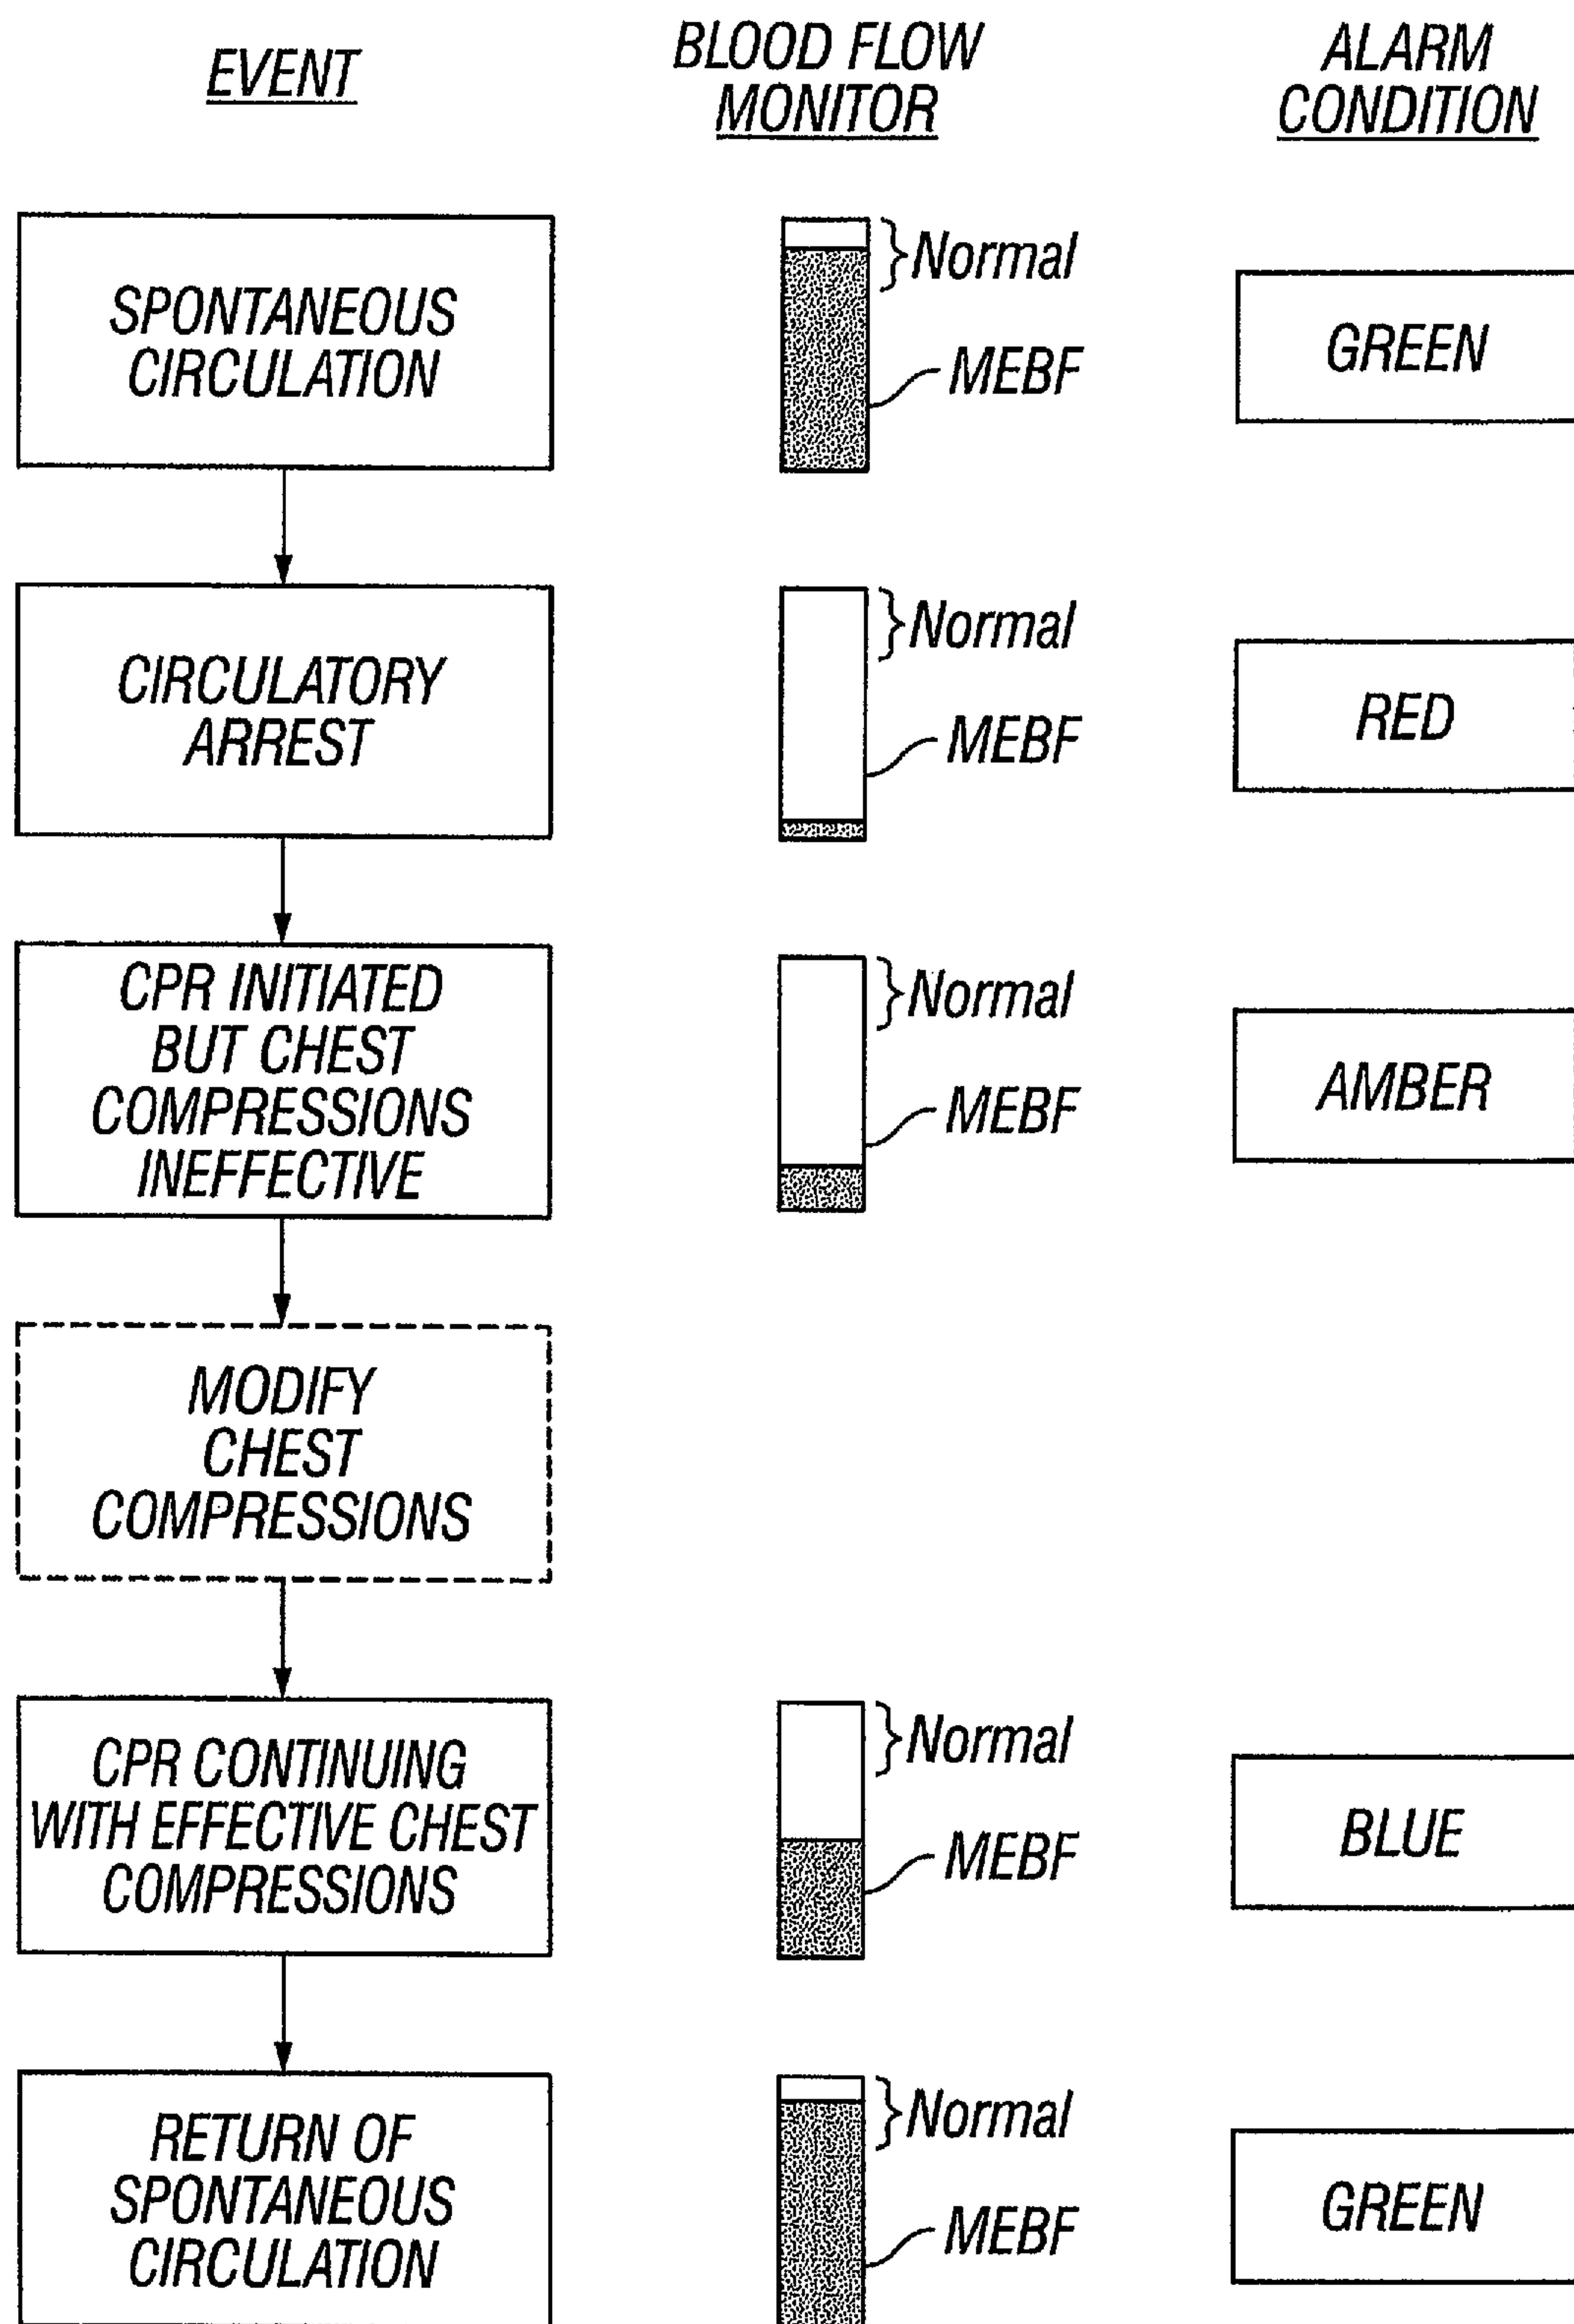 EVENT
BLOOD FLOW
MONITOR
ALARM
CONDITION
SPONTANEOUS
CIRCULATION
Normal
MEBF
GREEN
CIRCULATORY
ARREST
Normal
MEBF
RED
CPR INITIATED
BUT CHEST
COMPRESSIONS
INEFFECTIVE
Normal
MEBF
AMBER
MODIFY
CHEST
COMPRESSIONS
CPR CONTINUING
WITH EFFECTIVE CHEST
COMPRESSIONS
Normal
MEBF
BLUE
RETURN OF
SPONTANEOUS
CIRCULATION
Normal
MEBF
GREEN